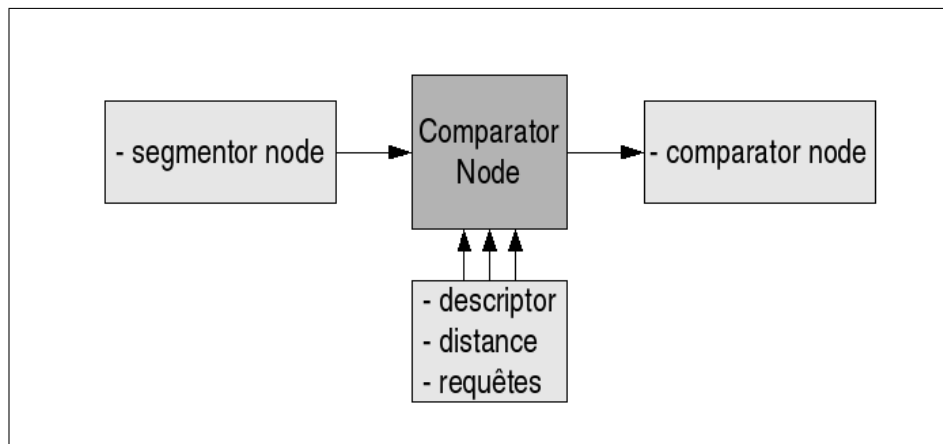 - segmentor node
Comparator
Node
- comparator node
- descriptor
- distance
- requêtes